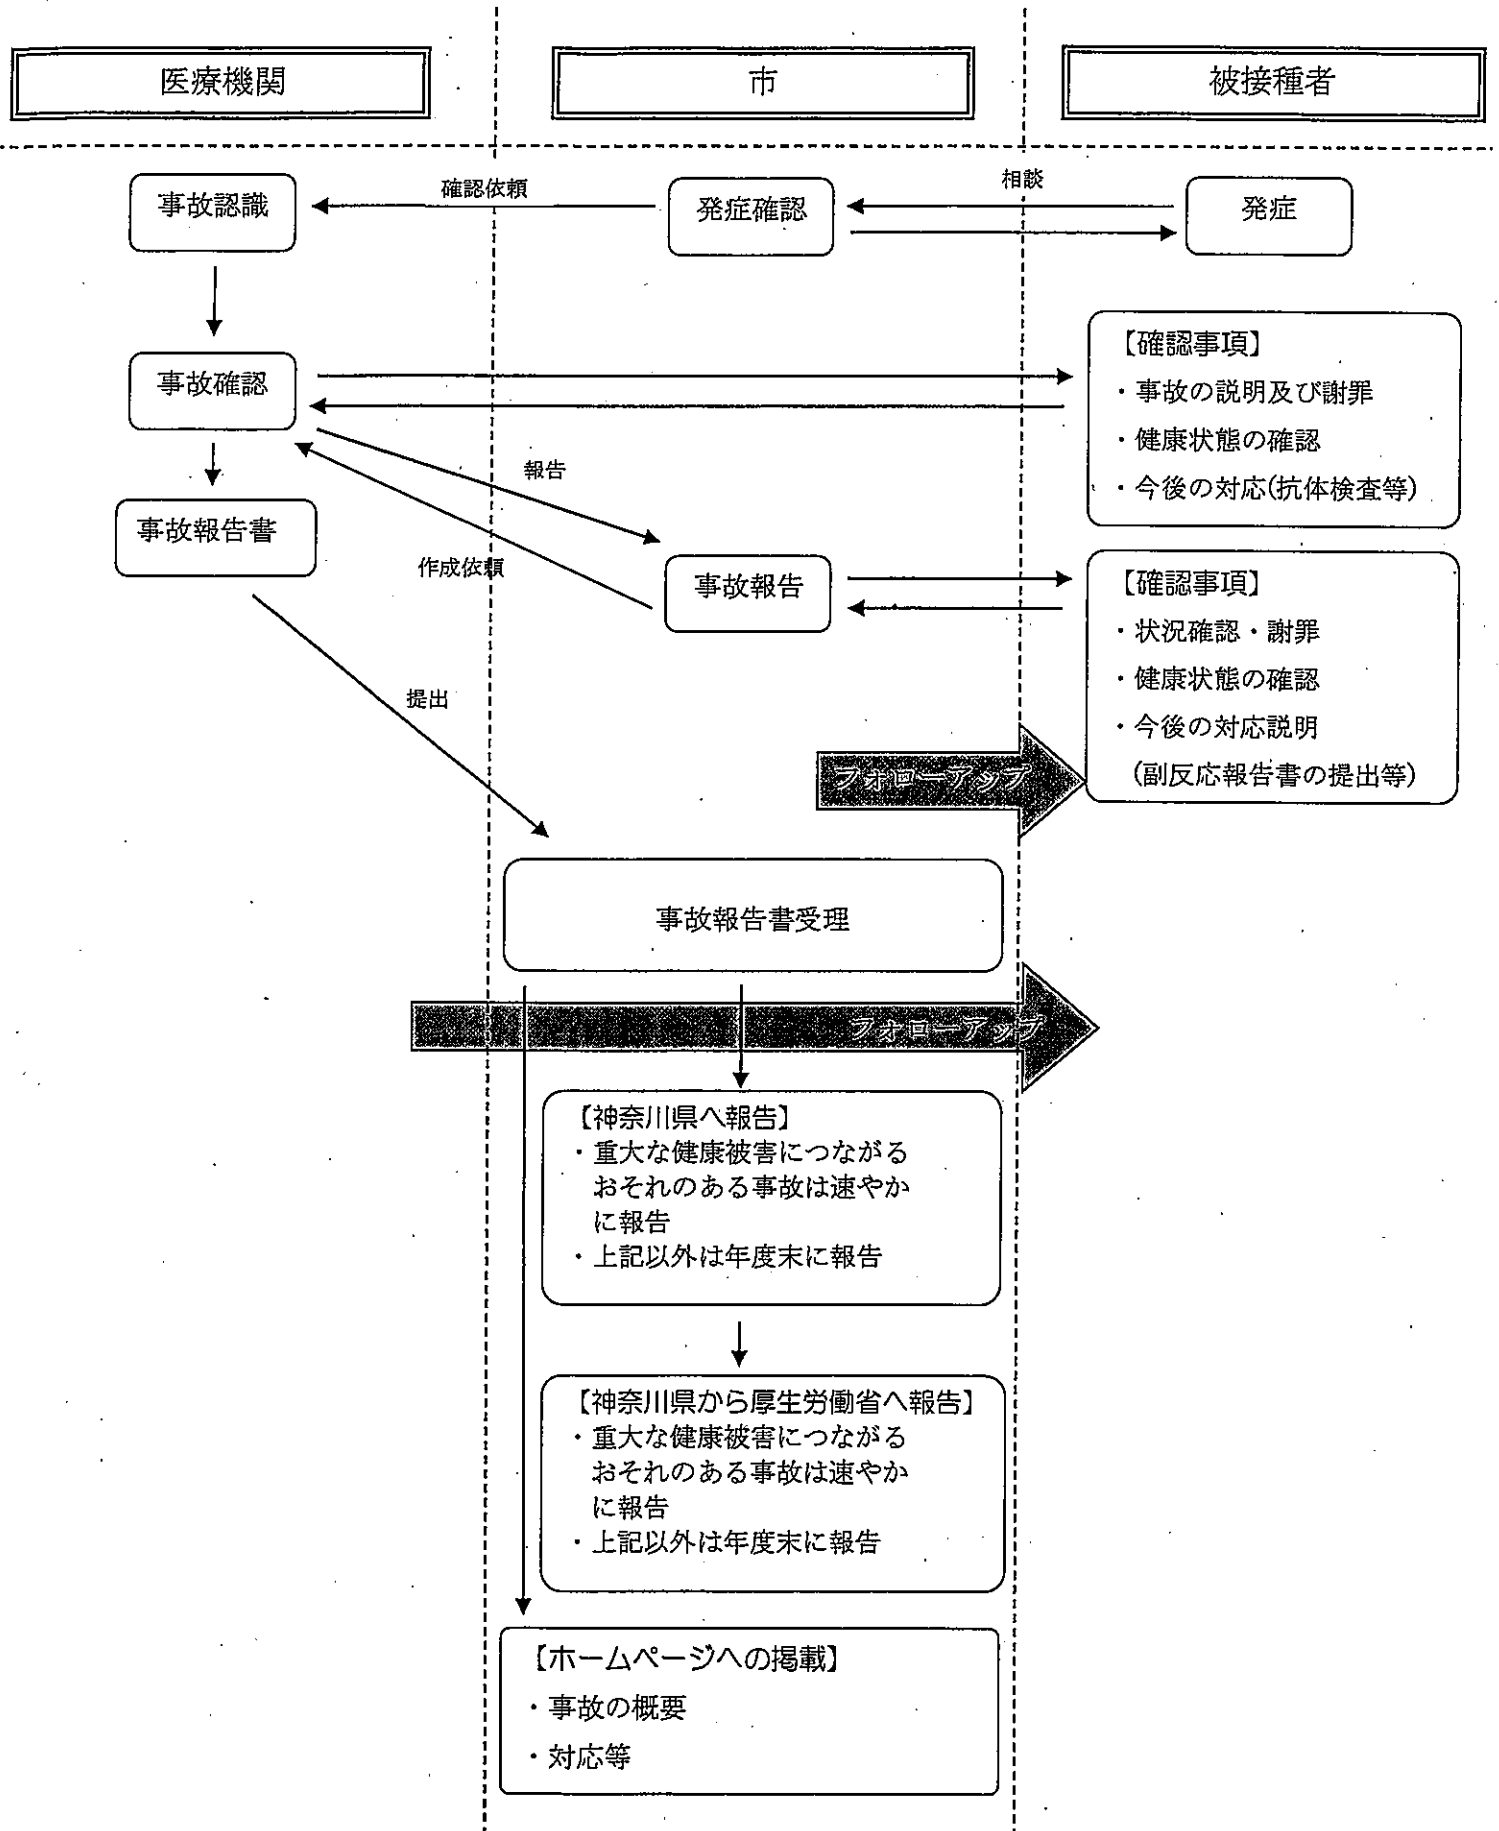 医療機関
市
被接種者
事故認識
確認依頼
発症確認
相談
発症
事故確認
【確認事項】
・事故の説明及び謝罪
・健康状態の確認
・今後の対応(抗体検査等)
報告
事故報告書
作成依頼
事故報告
【確認事項】
・状況確認・謝罪
・健康状態の確認
・今後の対応説明
(副反応報告書の提出等)
提出
フォローアップ
事故報告書受理
フォローアップ
【神奈川県へ報告】
・重大な健康被害につながる
おそれのある事故は速やか
に報告
・上記以外は年度末に報告
【神奈川県から厚生労働省へ報告】
・重大な健康被害につながる
おそれのある事故は速やか
に報告
・上記以外は年度末に報告
【ホームページへの掲載】
・事故の概要
・対応等